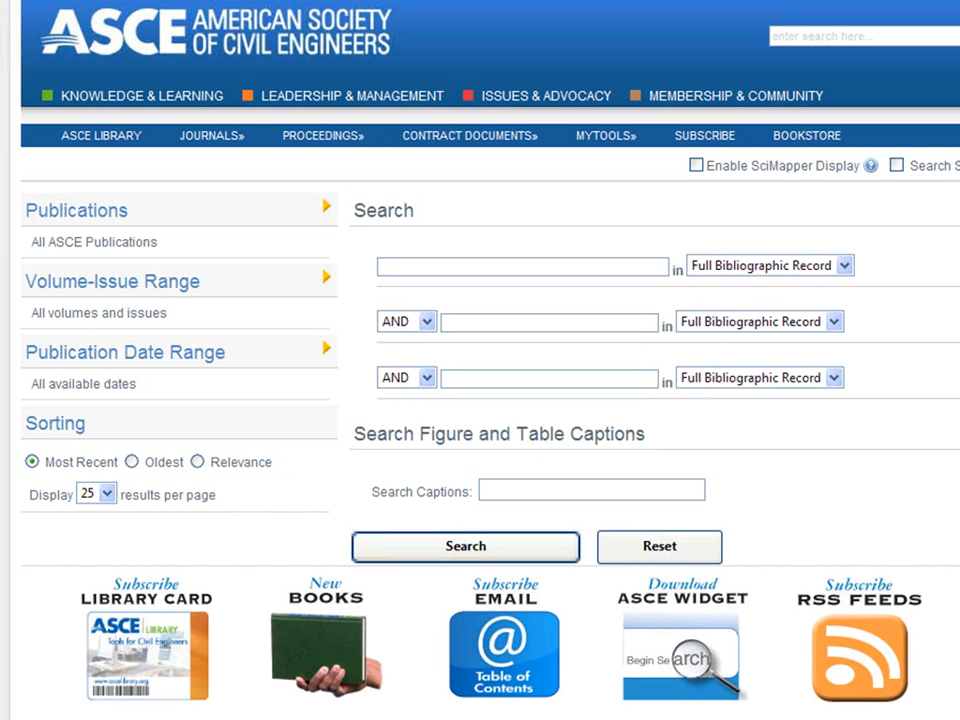 ASCE AMERICAN SOCIETY
OF CIVIL ENGINEERS
enter search here...
KNOWLEDGE & LEARNING LEADERSHIP & MANAGEMENT ISSUES & ADVOCACY MEMBERSHIP & COMMUNITY
ASCE LIBRARY JOURNALS» PROCEEDINGS» CONTRACT DOCUMENTS» MYTOOLS» SUBSCRIBE BOOKSTORE
Enable SciMapper Display ? Search S
Publications
All ASCE Publications
Volume-Issue Range
All volumes and issues
Publication Date Range
All available dates
Sorting
Most Recent Oldest Relevance
Display 25 results per page
Search
in Full Bibliographic Record
AND in Full Bibliographic Record
AND in Full Bibliographic Record
Search Figure and Table Captions
Search Captions:
Search Reset
Subscribe
LIBRARY CARD
ASCE LIBRARY
Tools for Civil Engineers
www.ascelibrary.org
New
BOOKS
Subscribe
EMAIL
@
Table of
Contents
Download
ASCE WIDGET
Begin Search
Subscribe
RSS FEEDS